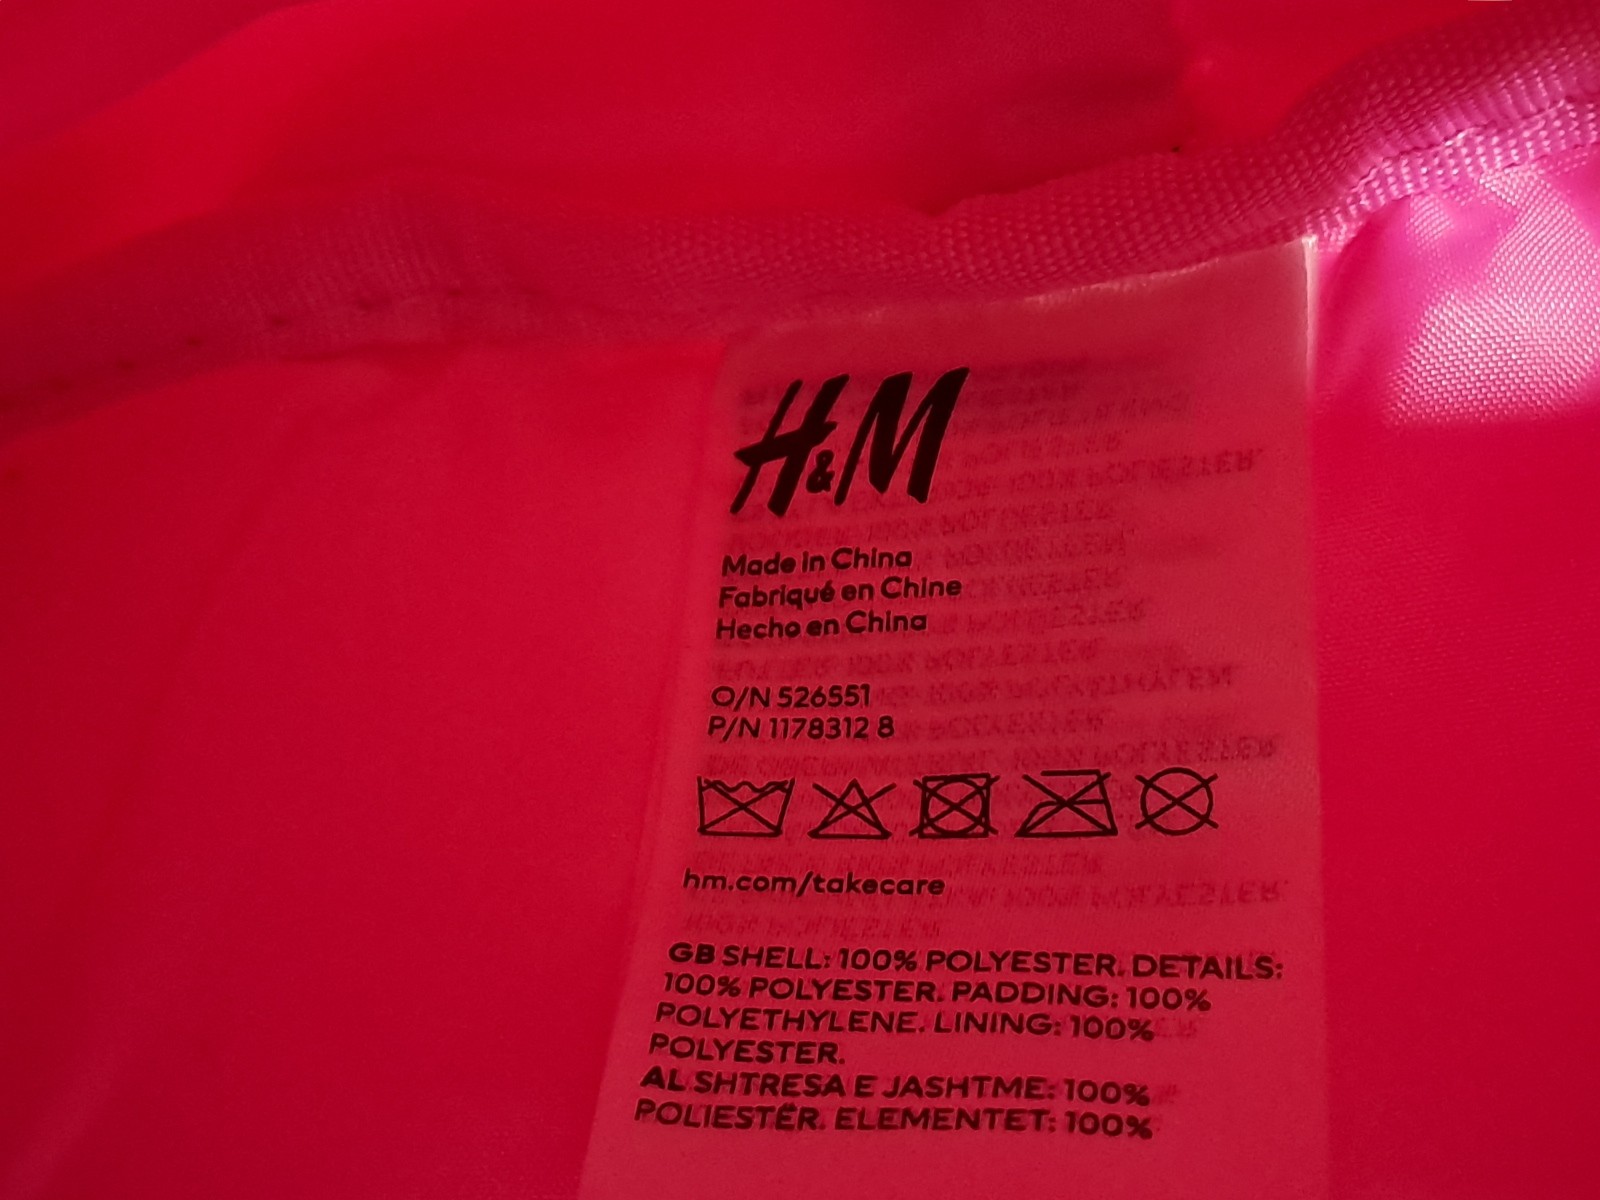 H&M
Made in China
Fabriqué en Chine
Hecho en China
O/N 526551
P/N 1178312 8
hm.com/takecare
GB SHELL: 100% POLYESTER. DETAILS:
100% POLYESTER. PADDING: 100%
POLYETHYLENE. LINING: 100%
POLYESTER.
AL SHTRESA E JASHTME: 100%
POLIESTËR. ELEMENTET: 100%